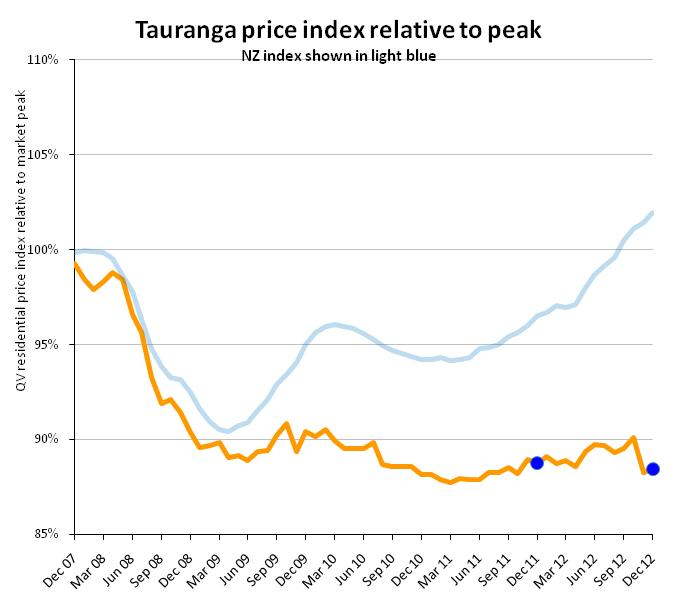 Tauranga price index relative to peak
NZ index shown in light blue
QV residential price index relative to market peak
110%
105%
100%
95%
90%
85%
Dec 07
Mar 08
Jun 08
Sep 08
Dec 08
Mar 09
Jun 09
Sep 09
Dec 09
Mar 10
Jun 10
Sep 10
Dec 10
Mar 11
Jun 11
Sep 11
Dec 11
Mar 12
Jun 12
Sep 12
Dec 12